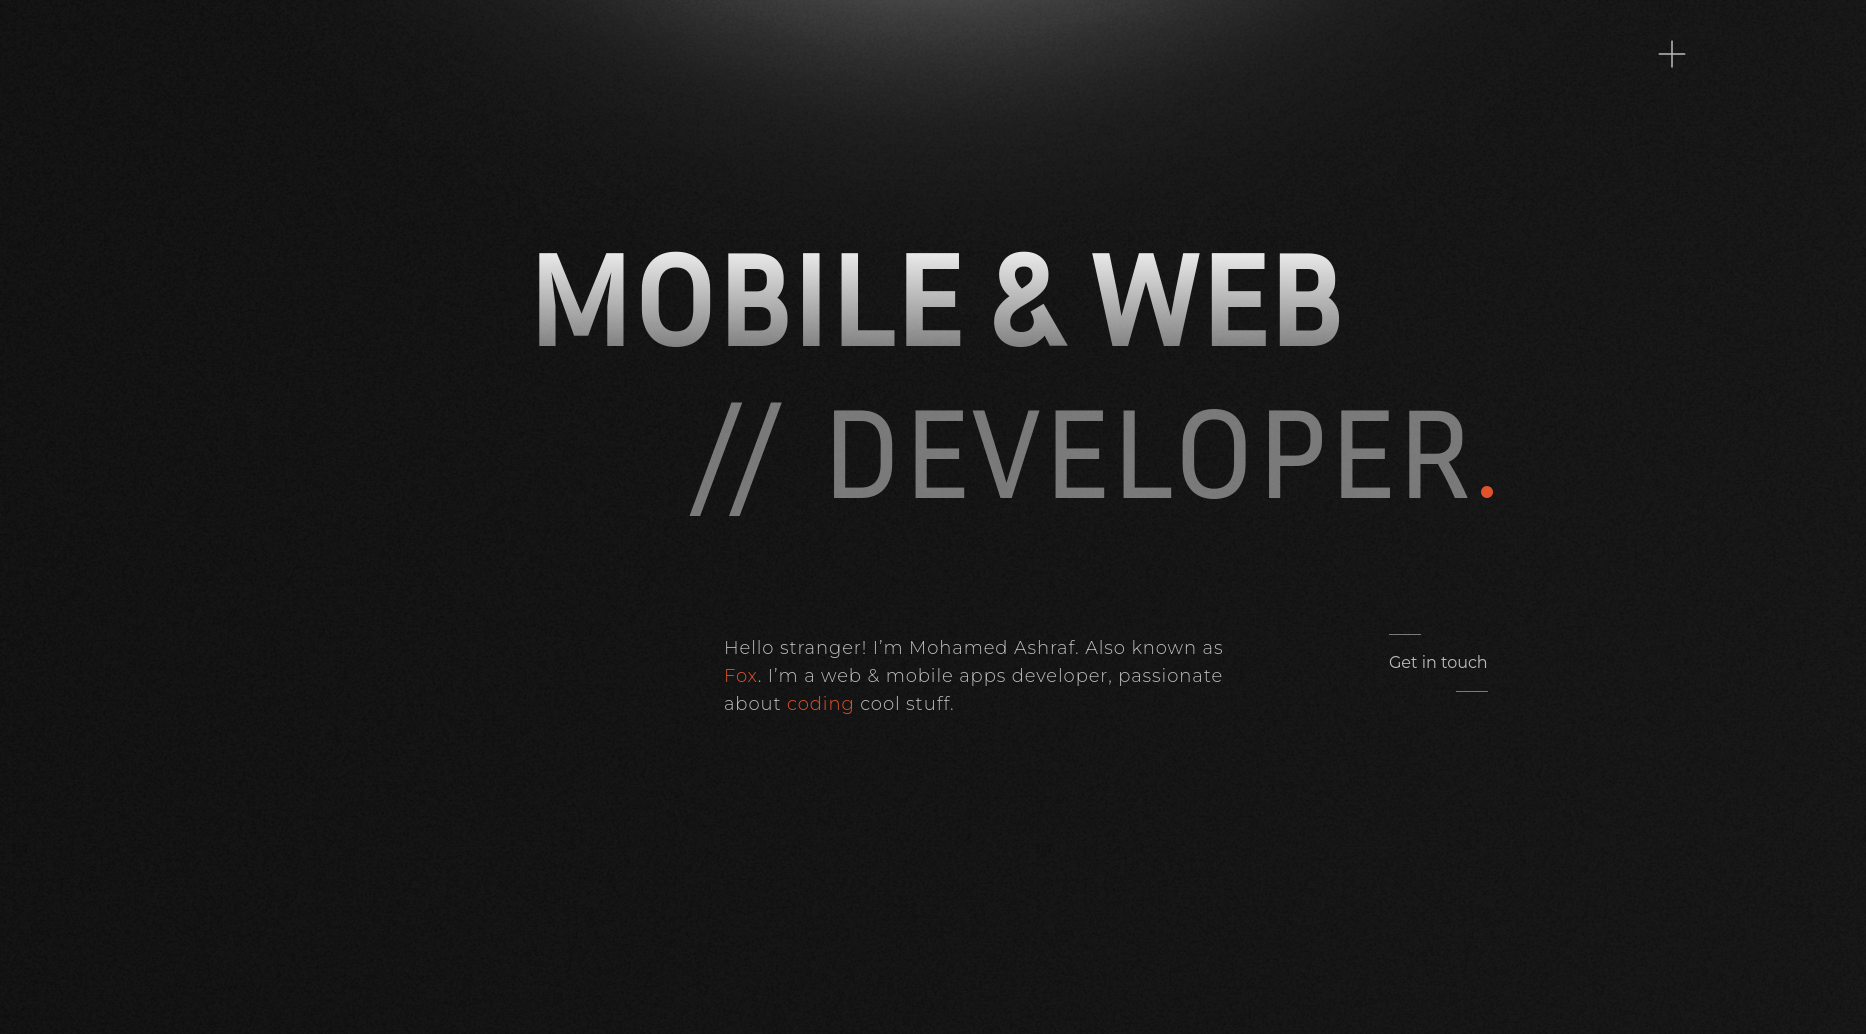 MOBILE & WEB
// DEVELOPER.
Hello stranger! I’m Mohamed Ashraf. Also known as
Fox. I’m a web & mobile apps developer, passionate
about coding cool stuff.
Get in touch